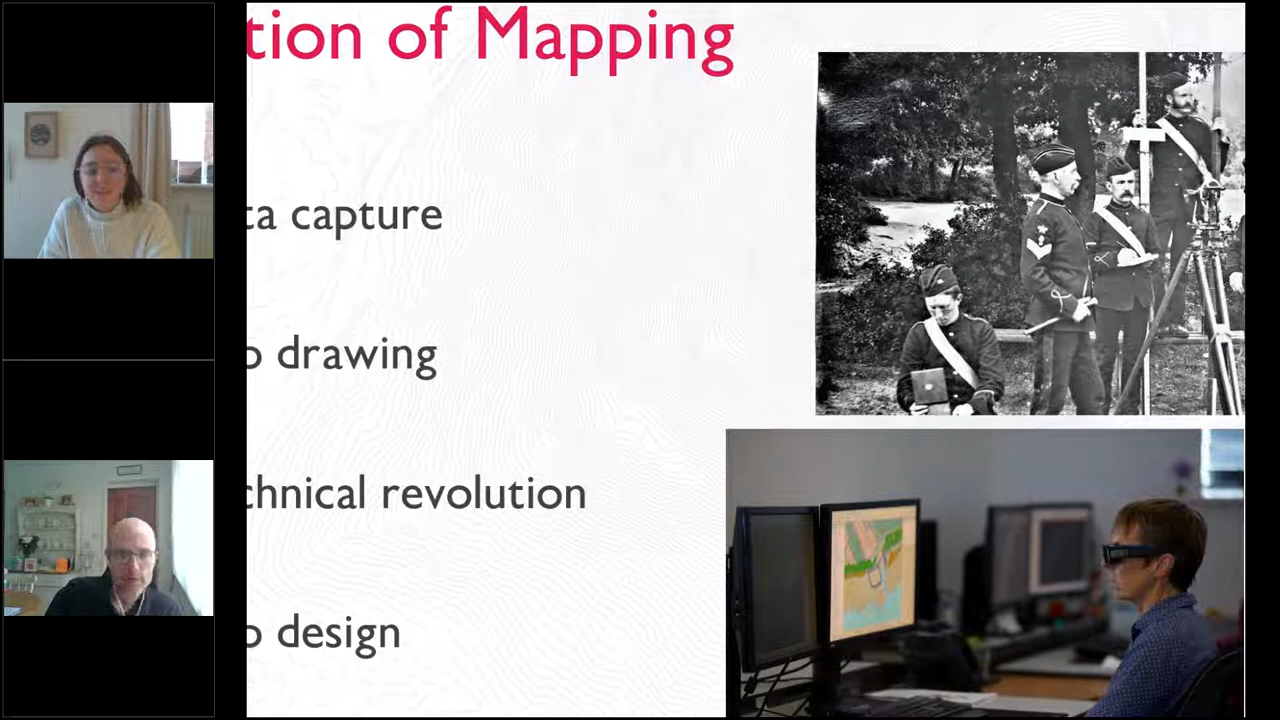 tion of Mapping
ta capture
drawing
chnical revolution
design